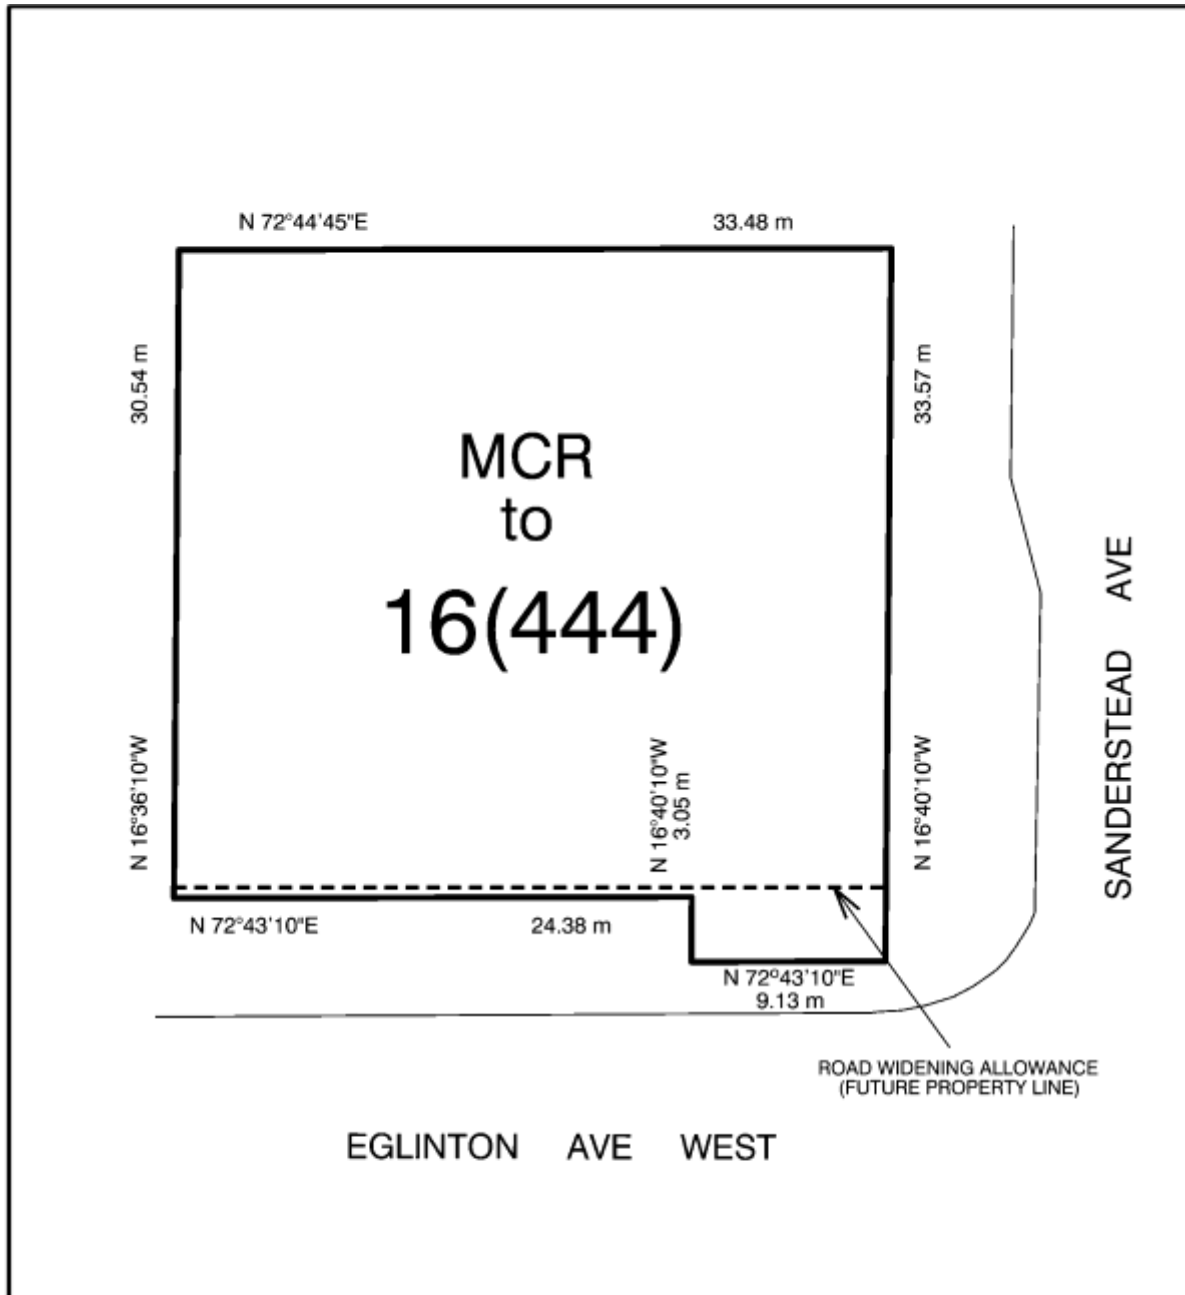 N 72°44'45"E
33.48 m
30.54 m
33.57 m
MCR
to
16(444)
SANDERSTEAD AVE
N 16°36'10"W
N 16°40'10"W
3.05 m
N 16°40'10"W
N 72°43'10"E
24.38 m
N 72°43'10"E
9.13 m
ROAD WIDENING ALLOWANCE
(FUTURE PROPERTY LINE)
EGLINTON AVE WEST